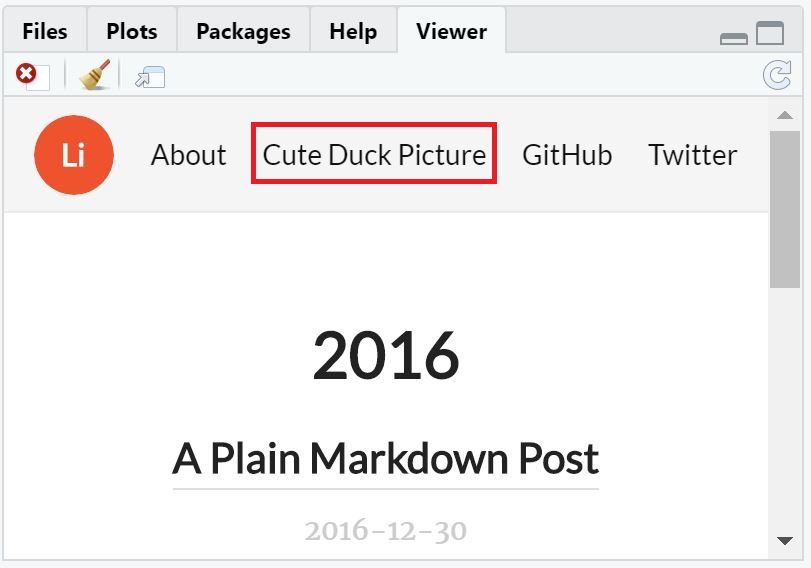 Files Plots Packages Help Viewer
Li About Cute Duck Picture GitHub Twitter
2016
A Plain Markdown Post
2016-12-30